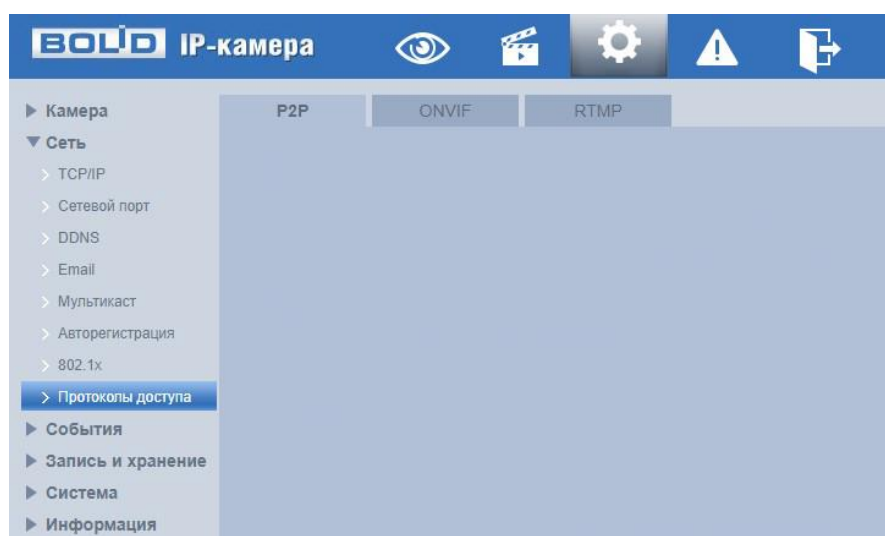 BOLID IP-камера
Камера
P2P ONVIF RTMP
Сеть
TCP/IP
Сетевой порт
DDNS
Email
Мультикаст
Авторегистрация
802.1x
Протоколы доступа
События
Запись и хранение
Система
Информация